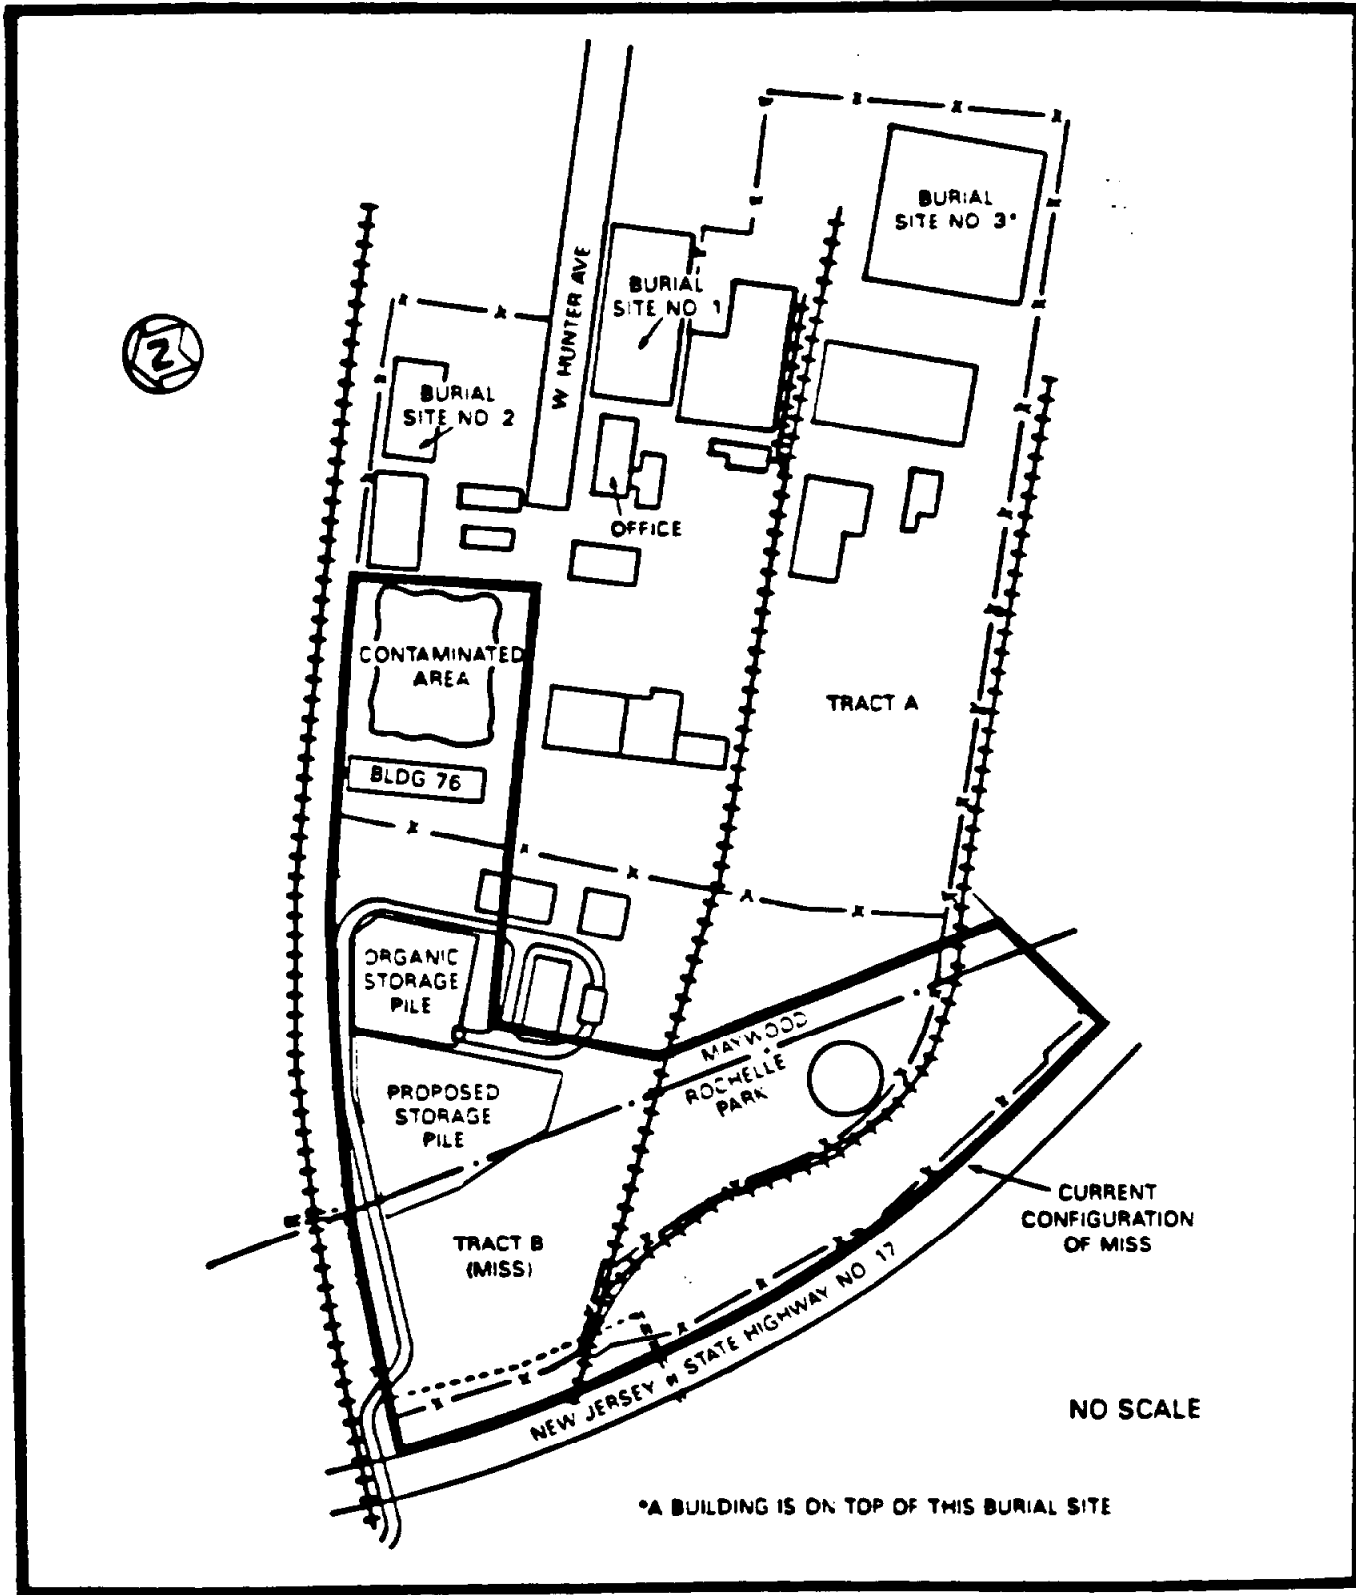 BURIAL
SITE NO 3*
W HUNTER AVE
BURIAL
SITE NO 1
BURIAL
SITE NO 2
OFFICE
CONTAMINATED
AREA
TRACT A
BLDG 76
ORGANIC
STORAGE
PILE
MAYWOOD
ROCHELLE
PARK
PROPOSED
STORAGE
PILE
CURRENT
CONFIGURATION
OF MISS
TRACT B
(MISS)
NEW JERSEY STATE HIGHWAY NO 17
NO SCALE
*A BUILDING IS ON TOP OF THIS BURIAL SITE
N